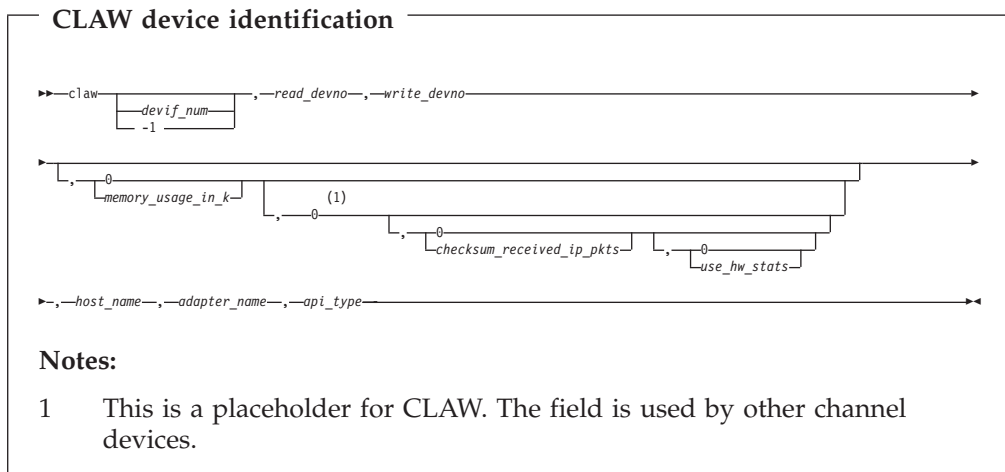 CLAW device identification
claw
devif_num
-1
,read_devno,write_devno
,0
memory_usage_in_k
(1)
,0
,0
checksum_received_ip_pkts
,0
use_hw_stats
,host_name,adapter_name,api_type
Notes:
1 This is a placeholder for CLAW. The field is used by other channel
devices.